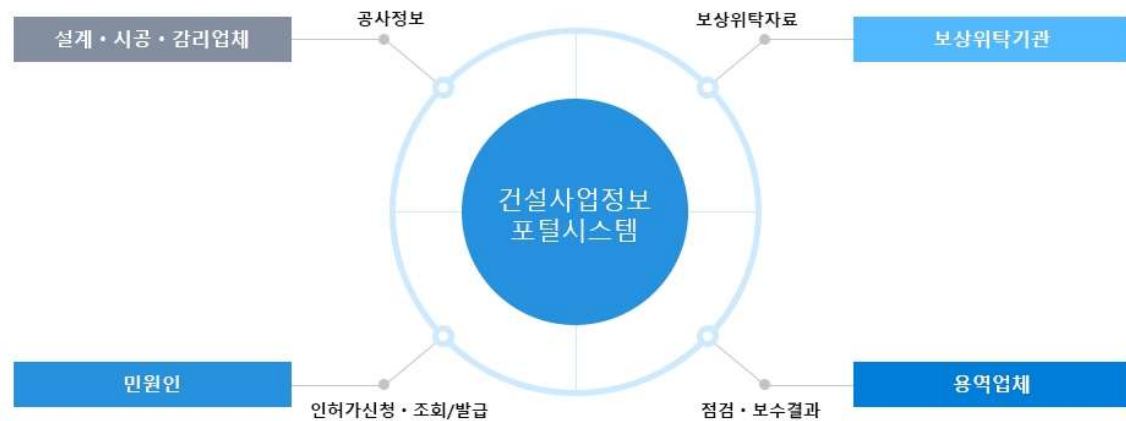 공사정보
보상위탁자료
설계・시공・감리업체
보상위탁기관
건설사업정보
포털시스템
민원인
용역업체
인허가신청・조회/발급
점검・보수결과